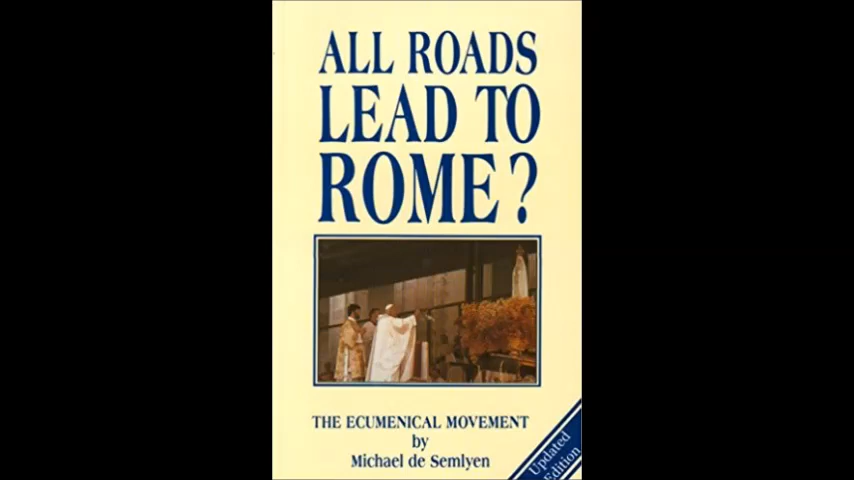 ALL ROADS
LEAD TO
ROME?
THE ECUMENICAL MOVEMENT
by
Michael de Semlyen
Updated
Edition